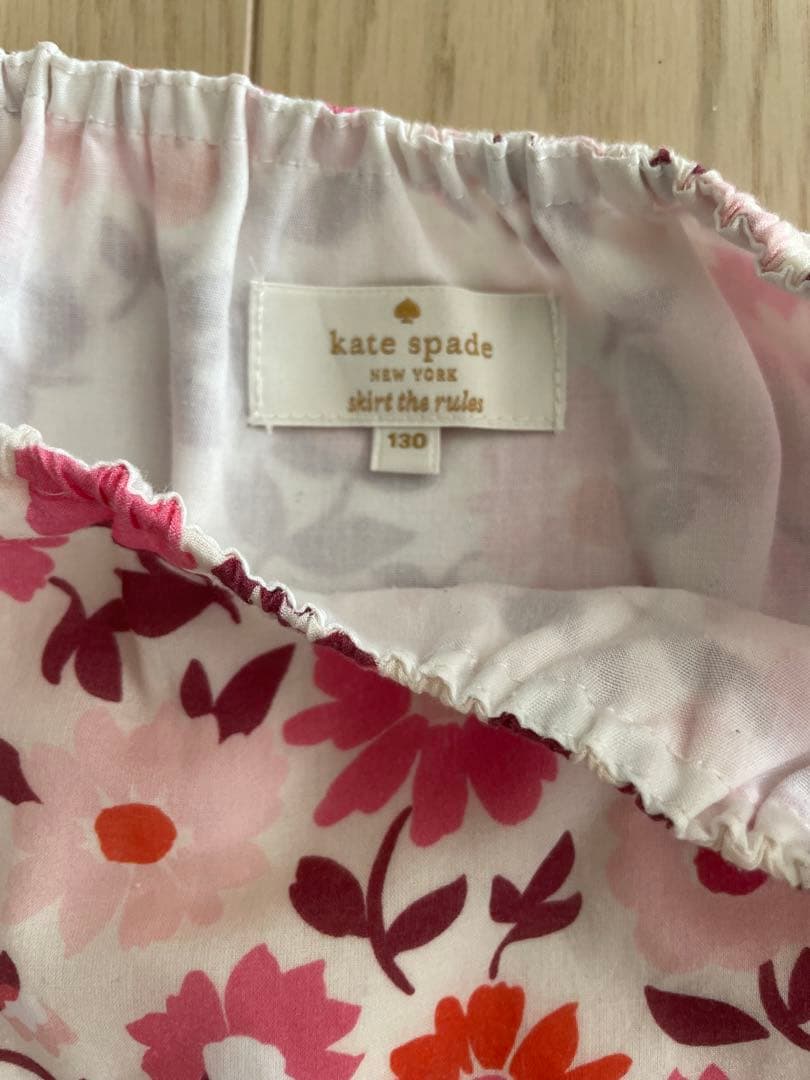 kate spade
NEW YORK
skirt the rules
130